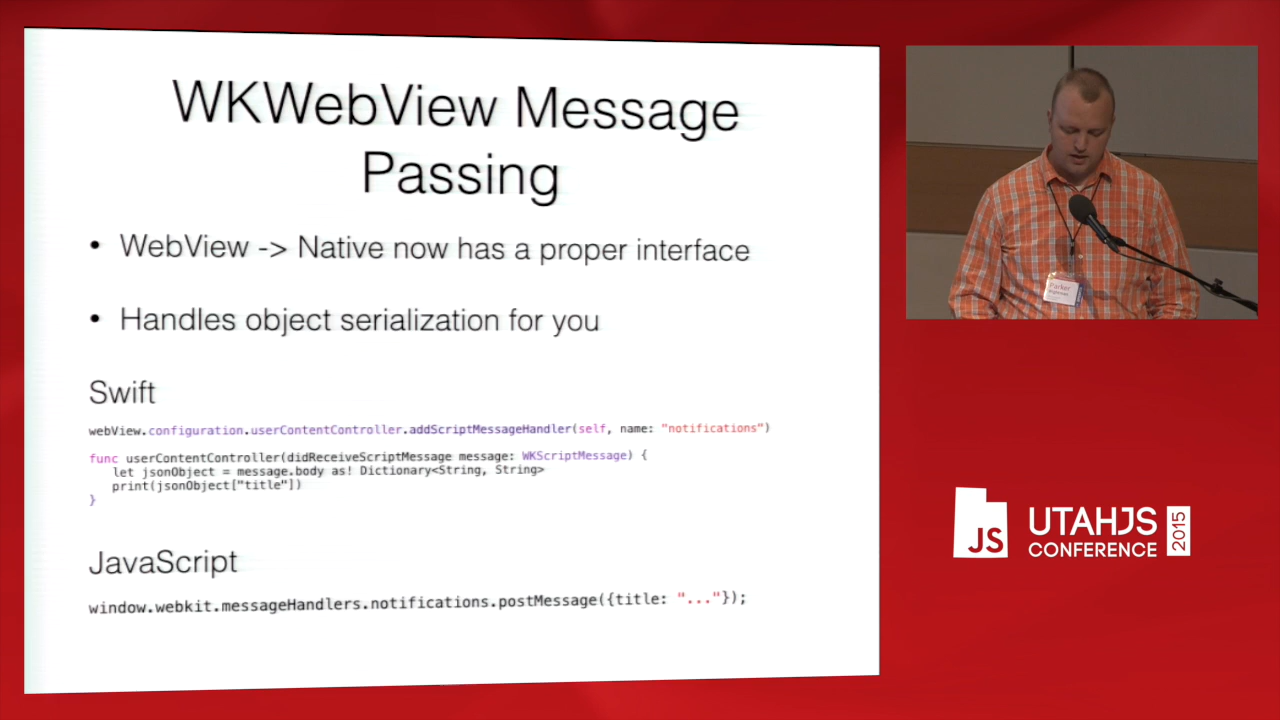 WKWebView Message
Passing
• WebView -> Native now has a proper interface
• Handles object serialization for you
Swift
webView.configuration.userContentController.addScriptMessageHandler(self, name: "notifications")
func userContentController(didReceiveScriptMessage message: WKScriptMessage) {
let jsonObject = message.body as! Dictionary<String, String>
print(jsonObject["title"])
}
JavaScript
window.webkit.messageHandlers.notifications.postMessage({title: "..."});
Parker
JS
UTAHJS
CONFERENCE
2015